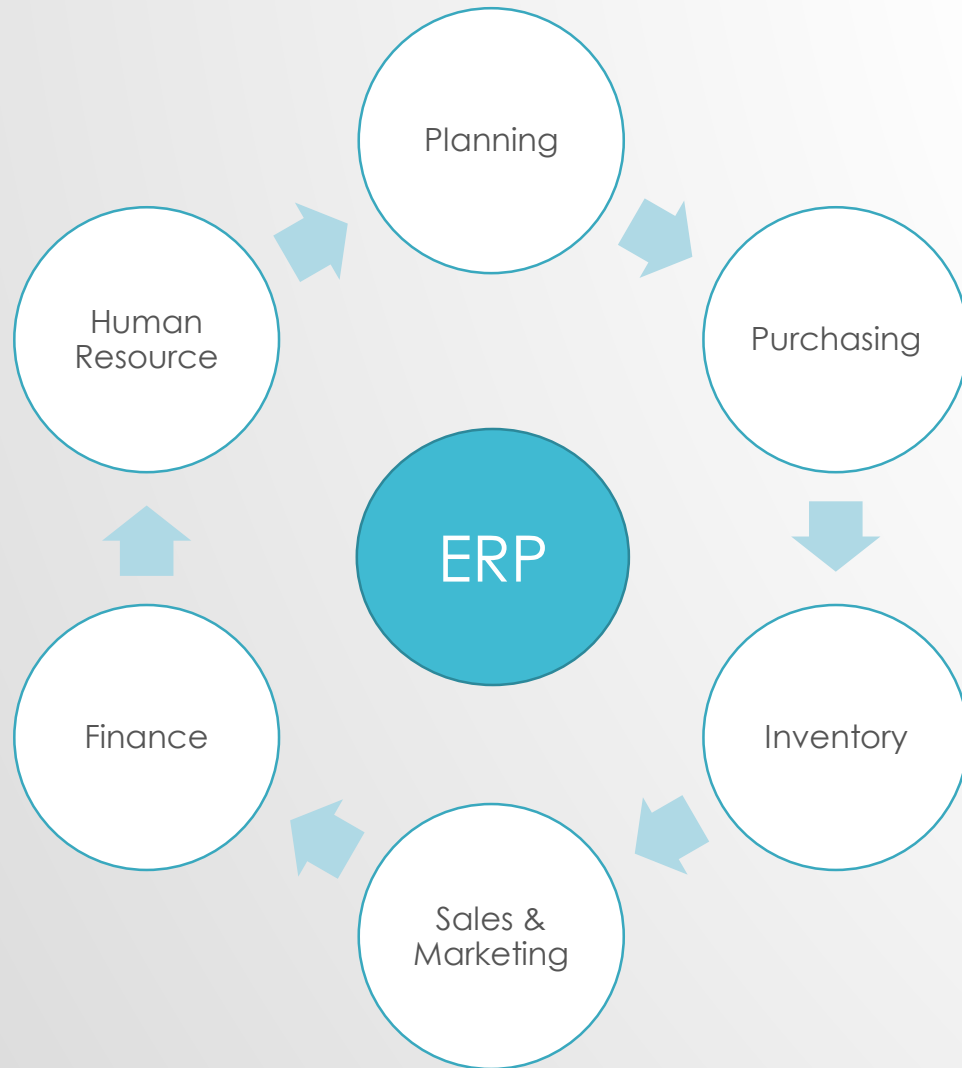 Planning
Human
Resource
Purchasing
ERP
Finance
Inventory
Sales &
Marketing